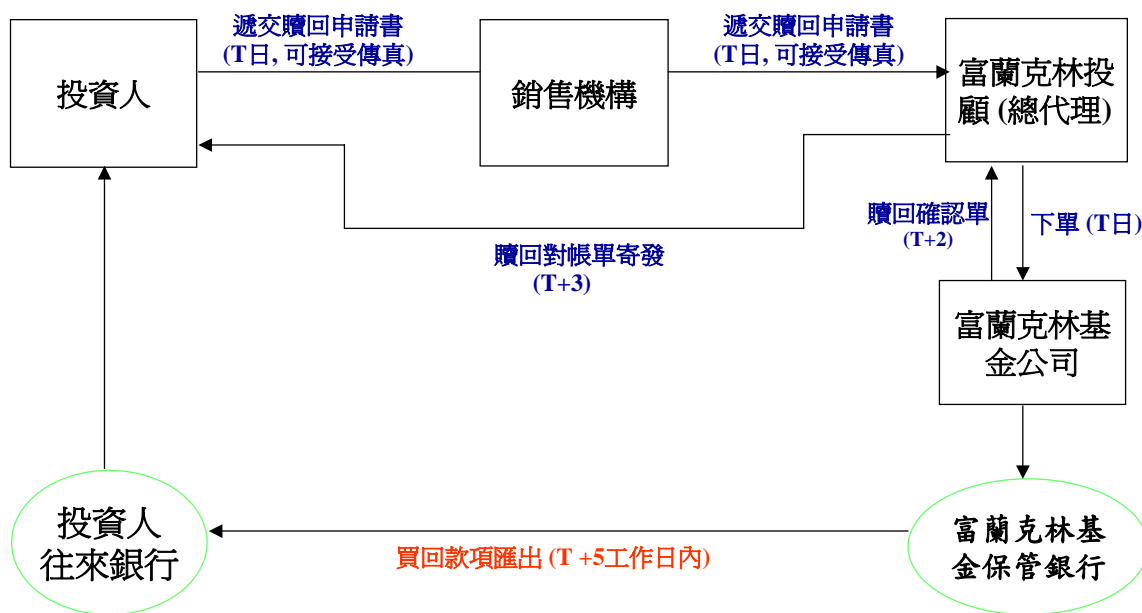 遞交贖回申請書
(T日, 可接受傳真)
遞交贖回申請書
(T日, 可接受傳真)
投資人
銷售機構
富蘭克林投
顧 (總代理)
贖回確認單
(T+2)
下單 (T日)
贖回對帳單寄發
(T+3)
富蘭克林基
金公司
投資人
往來銀行
買回款項匯出 (T +5工作日內)
富蘭克林基
金保管銀行